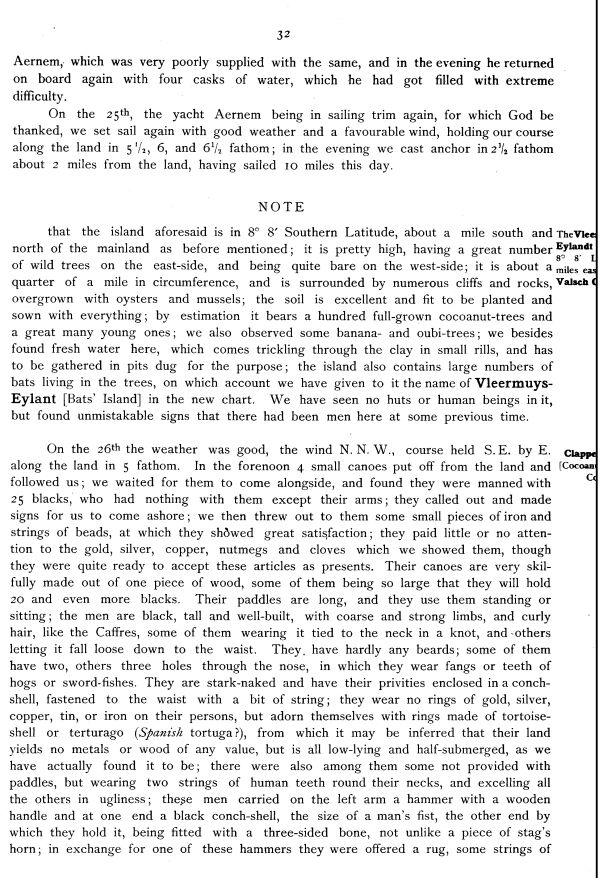 32
Aernem, which was very poorly supplied with the same, and in the evening he returned
on board again with four casks of water, which he had got filled with extreme
difficulty.
On the 25th, the yacht Aernem being in sailing trim again, for which God be
thanked, we set sail again with good weather and a favourable wind, holding our course
along the land in 5 1/2, 6, and 6 1/2 fathom; in the evening we cast anchor in 2 1/2 fathom
about 2 miles from the land, having sailed 10 miles this day.
NOTE
that the island aforesaid is in 8° 8′ Southern Latitude, about a mile south and
north of the mainland as before mentioned; it is pretty high, having a great number
of wild trees on the east-side, and being quite bare on the west-side; it is about a
quarter of a mile in circumference, and is surrounded by numerous cliffs and rocks,
overgrown with oysters and mussels; the soil is excellent and fit to be planted and
sown with everything; by estimation it bears a hundred full-grown cocoanut-trees and
a great many young ones; we also observed some banana- and oubi-trees; we besides
found fresh water here, which comes trickling through the clay in small rills, and has
to be gathered in pits dug for the purpose; the island also contains large numbers of
bats living in the trees, on which account we have given to it the name of Vleermuys-
Eylant [Bats' Island] in the new chart. We have seen no huts or human beings in it,
but found unmistakable signs that there had been men here at some previous time.
The Vlee
Eylandt
8° 8′ L
miles eas
Valsch C
On the 26th the weather was good, the wind N. N. W., course held S. E. by E.
along the land in 5 fathom. In the forenoon 4 small canoes put off from the land and
followed us; we waited for them to come alongside, and found they were manned with
25 blacks, who had nothing with them except their arms; they called out and made
signs for us to come ashore; we then threw out to them some small pieces of iron and
strings of beads, at which they showed great satisfaction; they paid little or no atten-
tion to the gold, silver, copper, nutmegs and cloves which we showed them, though
they were quite ready to accept these articles as presents. Their canoes are very skil-
fully made out of one piece of wood, some of them being so large that they will hold
20 and even more blacks. Their paddles are long, and they use them standing or
sitting; the men are black, tall and well-built, with coarse and strong limbs, and curly
hair, like the Caffres, some of them wearing it tied to the neck in a knot, and others
letting it fall loose down to the waist. They have hardly any beards; some of them
have two, others three holes through the nose, in which they wear fangs or teeth of
hogs or sword-fishes. They are stark-naked and have their privities enclosed in a conch-
shell, fastened to the waist with a bit of string; they wear no rings of gold, silver,
copper, tin, or iron on their persons, but adorn themselves with rings made of tortoise-
shell or terturago (Spanish tortuga?), from which it may be inferred that their land
yields no metals or wood of any value, but is all low-lying and half-submerged, as we
have actually found it to be; there were also among them some not provided with
paddles, but wearing two strings of human teeth round their necks, and excelling all
the others in ugliness; these men carried on the left arm a hammer with a wooden
handle and at one end a black conch-shell, the size of a man's fist, the other end by
which they hold it, being fitted with a three-sided bone, not unlike a piece of stag's
horn; in exchange for one of these hammers they were offered a rug, some strings of
Clappe
[Cocoan
Co